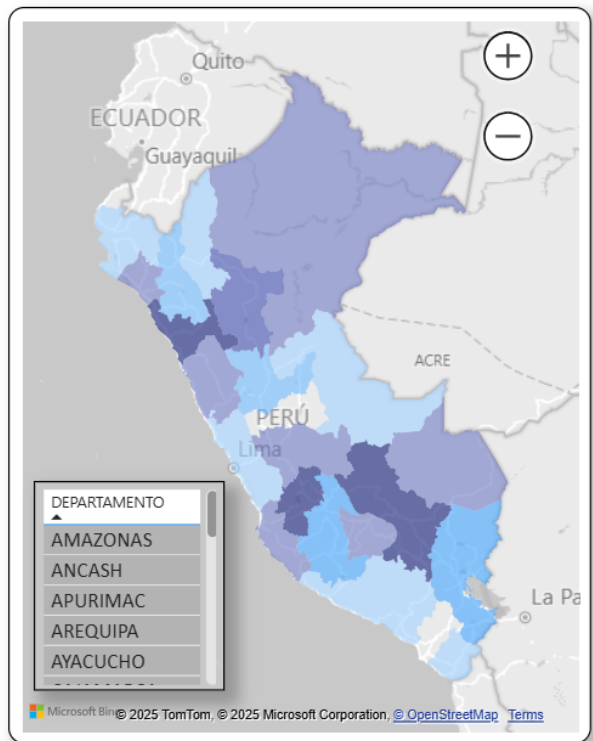 Quito
ECUADOR
Guayaquil
ACRE
PERÚ
Lima
DEPARTAMENTO
AMAZONAS
ANCASH
APURIMAC
AREQUIPA
AYACUCHO
La Pa
Microsoft Bing
© 2025 TomTom, © 2025 Microsoft Corporation, © OpenStreetMap Terms